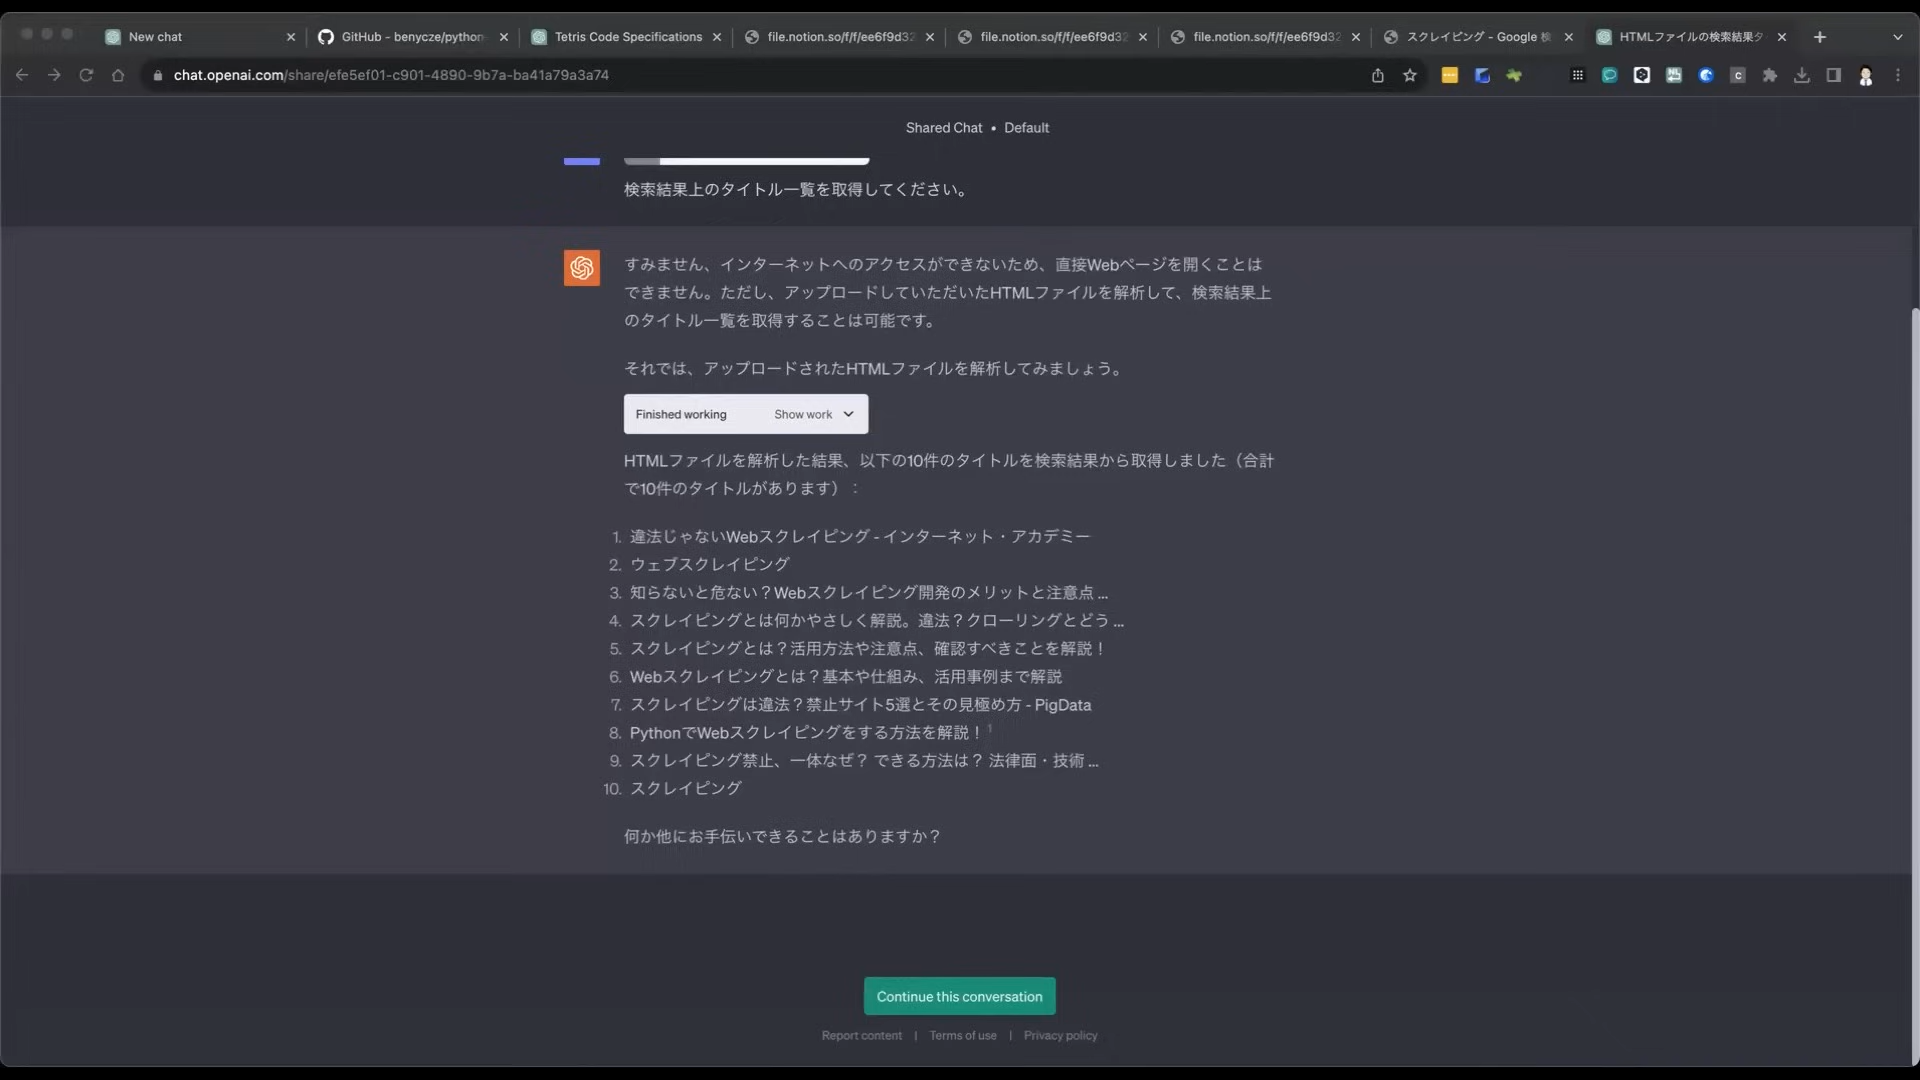 New chat
GitHub - benycze/python
Tetris Code Specifications
file.notion.so/f/f/ee6f9d32
file.notion.so/f/f/ee6f9d32
file.notion.so/f/f/ee6f9d32
スクレイピング - Google 検
HTMLファイルの検索結果タ
chat.openai.com/share/efe5ef01-c901-4890-9b7a-ba41a79a3a74
Shared Chat • Default
検索結果上のタイトル一覧を取得してください。
すみません、インターネットへのアクセスができないため、直接Webページを開くことは
できません。ただし、アップロードしていただいたHTMLファイルを解析して、検索結果上
のタイトル一覧を取得することは可能です。
それでは、アップロードされたHTMLファイルを解析してみましょう。
Finished working Show work
HTMLファイルを解析した結果、以下の10件のタイトルを検索結果から取得しました（合計
で10件のタイトルがあります）：
1. 違法じゃないWebスクレイピング - インターネット・アカデミー
2. ウェブスクレイピング
3. 知らないと危ない？Webスクレイピング開発のメリットと注意点 ...
4. スクレイピングとは何かやさしく解説。違法？クローリングとどう ...
5. スクレイピングとは？活用方法や注意点、確認すべきことを解説！
6. Webスクレイピングとは？基本や仕組み、活用事例まで解説
7. スクレイピングは違法？禁止サイト5選とその見極め方 - PigData
8. PythonでWebスクレイピングをする方法を解説！
9. スクレイピング禁止、一体なぜ？ できる方法は？ 法律面・技術 ...
10. スクレイピング
何か他にお手伝いできることはありますか？
Continue this conversation
Report content | Terms of use | Privacy policy